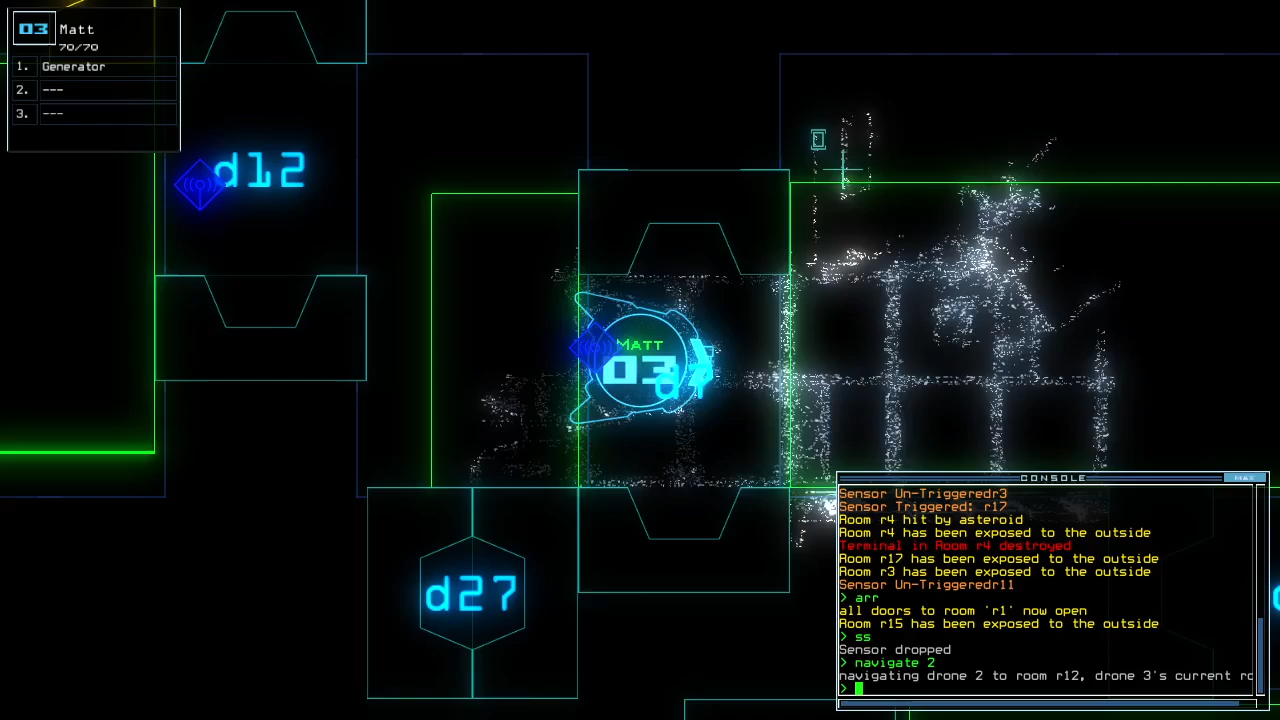 03 Matt
70/70
1. Generator
2. ---
3. ---
d12
Matt
03
d27
CONSOLE
Sensor Un-Triggeredr3
Sensor Triggered: r17
Room r4 hit by asteroid
Room r4 has been exposed to the outside
Terminal in Room r4 destroyed
Room r17 has been exposed to the outside
Room r3 has been exposed to the outside
Sensor Un-Triggeredr11
> arr
all doors to room 'r1' now open
Room r15 has been exposed to the outside
> ss
Sensor dropped
> navigate 2
navigating drone 2 to room r12, drone 3's current ro
>